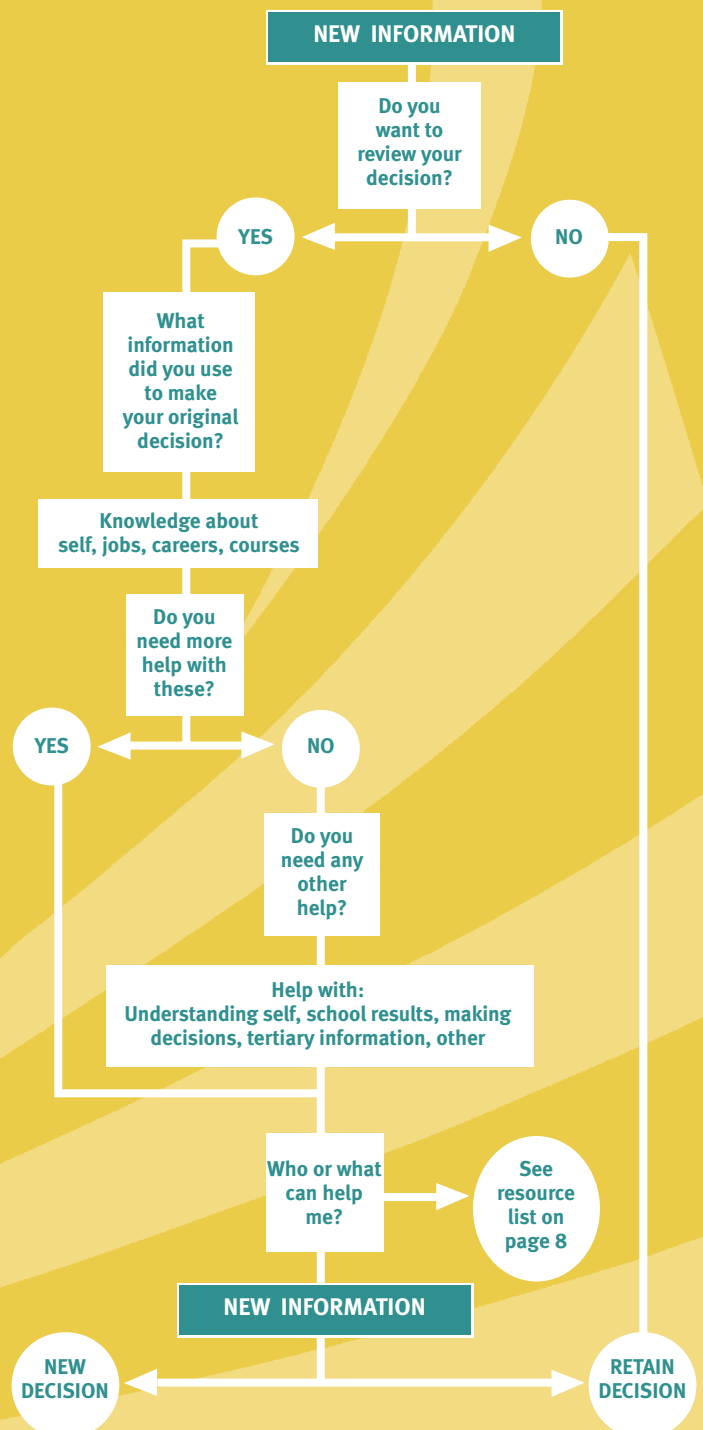 NEW INFORMATION
Do you
want to
review your
decision?
YES
NO
What
information
did you use
to make
your original
decision?
Knowledge about
self, jobs, careers, courses
Do you
need more
help with
these?
YES
NO
Do you
need any
other
help?
Help with:
Understanding self, school results, making
decisions, tertiary information, other
Who or what
can help
me?
See
resource
list on
page 8
NEW INFORMATION
NEW
DECISION
RETAIN
DECISION